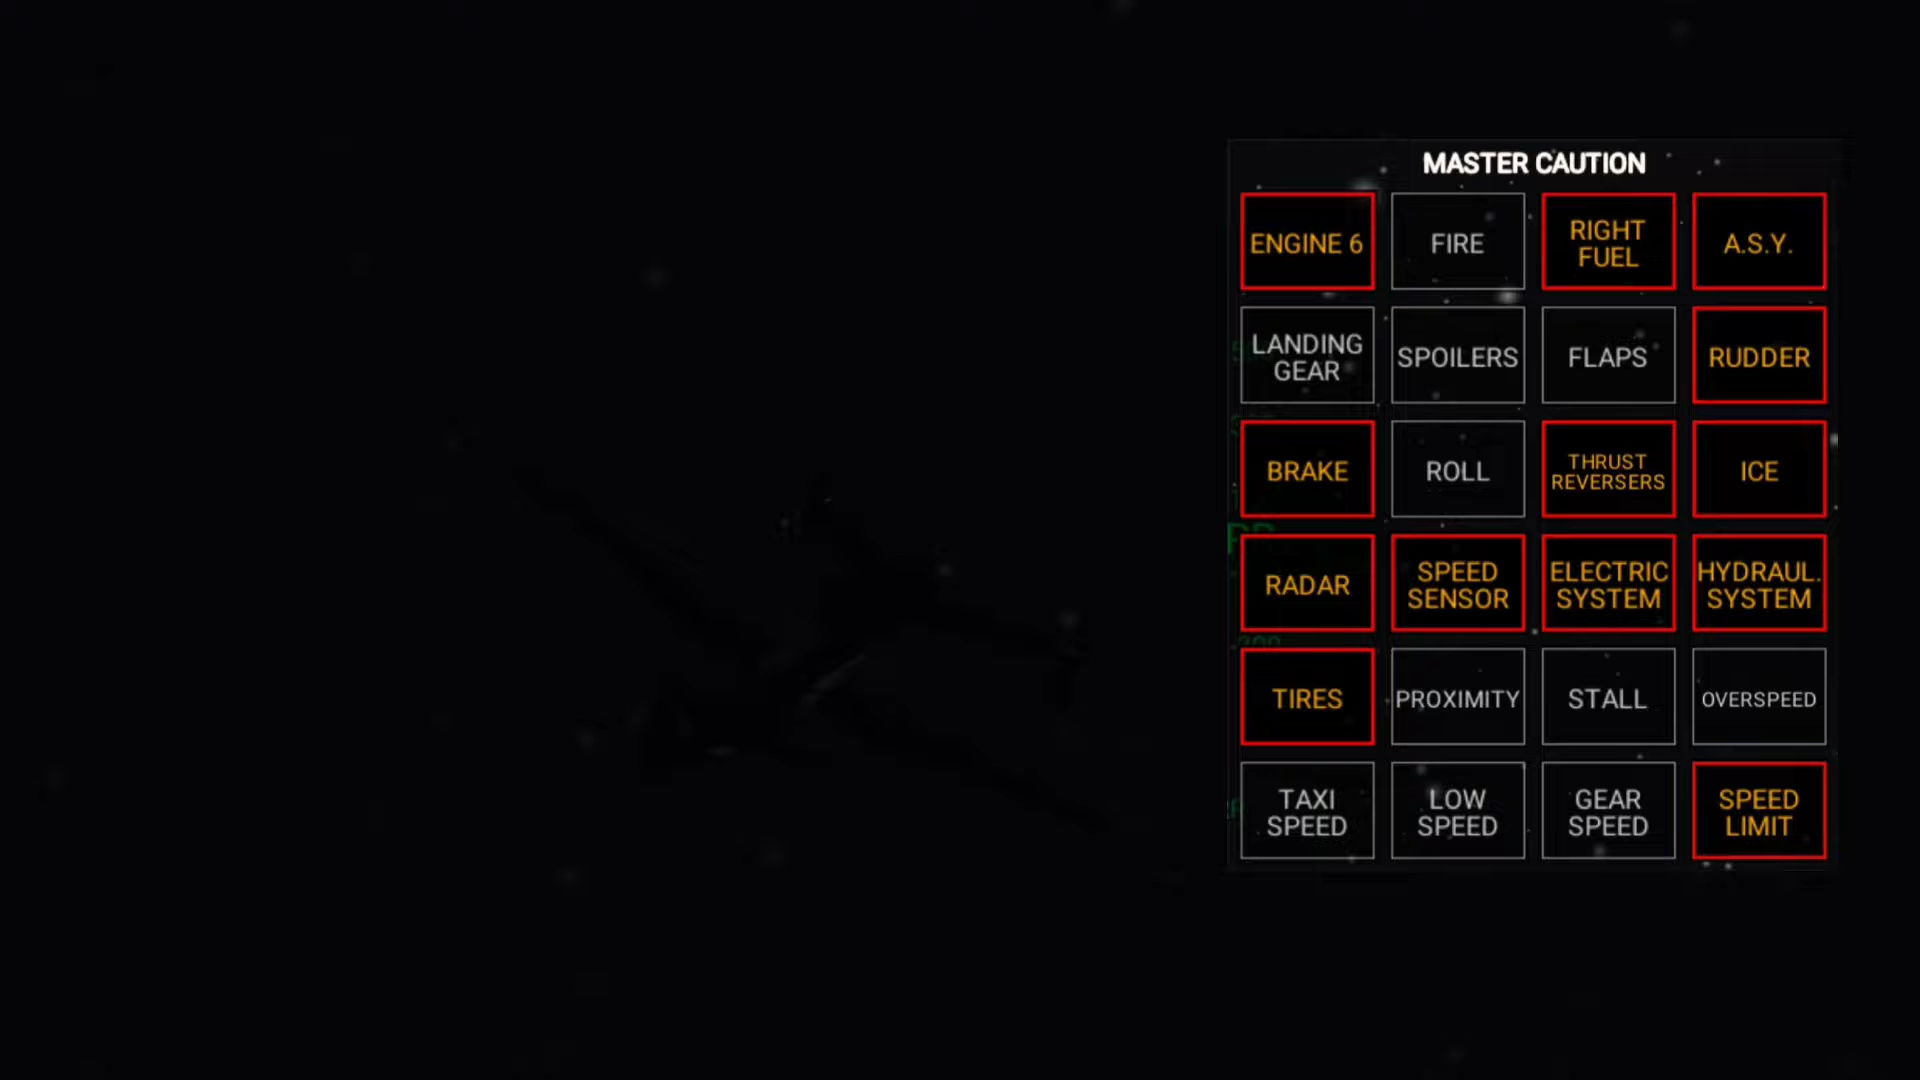 MASTER CAUTION
ENGINE 6
FIRE
RIGHT
FUEL
A.S.Y.
LANDING
GEAR
SPOILERS
FLAPS
RUDDER
BRAKE
ROLL
THRUST
REVERSERS
ICE
RADAR
SPEED
SENSOR
ELECTRIC
SYSTEM
HYDRAUL.
SYSTEM
TIRES
PROXIMITY
STALL
OVERSPEED
TAXI
SPEED
LOW
SPEED
GEAR
SPEED
SPEED
LIMIT